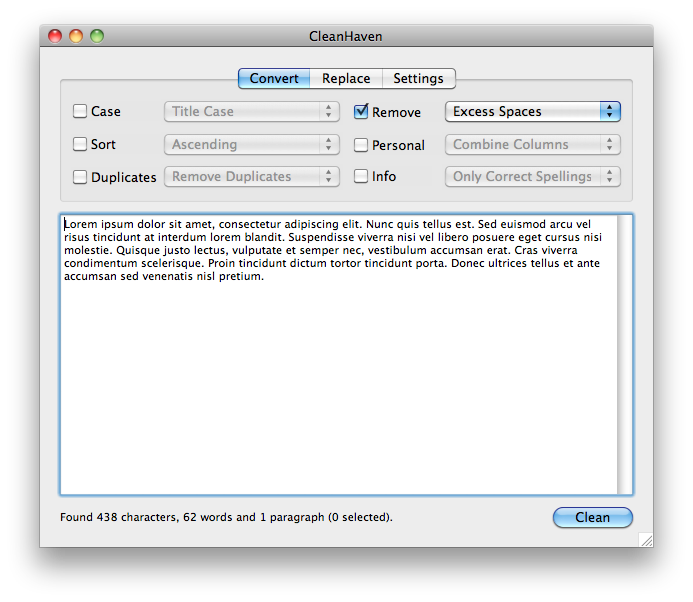 CleanHaven
Convert Replace Settings
Case Title Case Remove Excess Spaces
Sort Ascending Personal Combine Columns
Duplicates Remove Duplicates Info Only Correct Spellings
Lorem ipsum dolor sit amet, consectetur adipiscing elit. Nunc quis tellus est. Sed euismod arcu vel
risus tincidunt at interdum lorem blandit. Suspendisse viverra nisi vel libero posuere eget cursus nisi
molestie. Quisque justo lectus, vulputate et semper nec, vestibulum accumsan erat. Cras viverra
condimentum scelerisque. Proin tincidunt dictum tortor tincidunt porta. Donec ultrices tellus et ante
accumsan sed venenatis nisl pretium.
Found 438 characters, 62 words and 1 paragraph (0 selected).
Clean